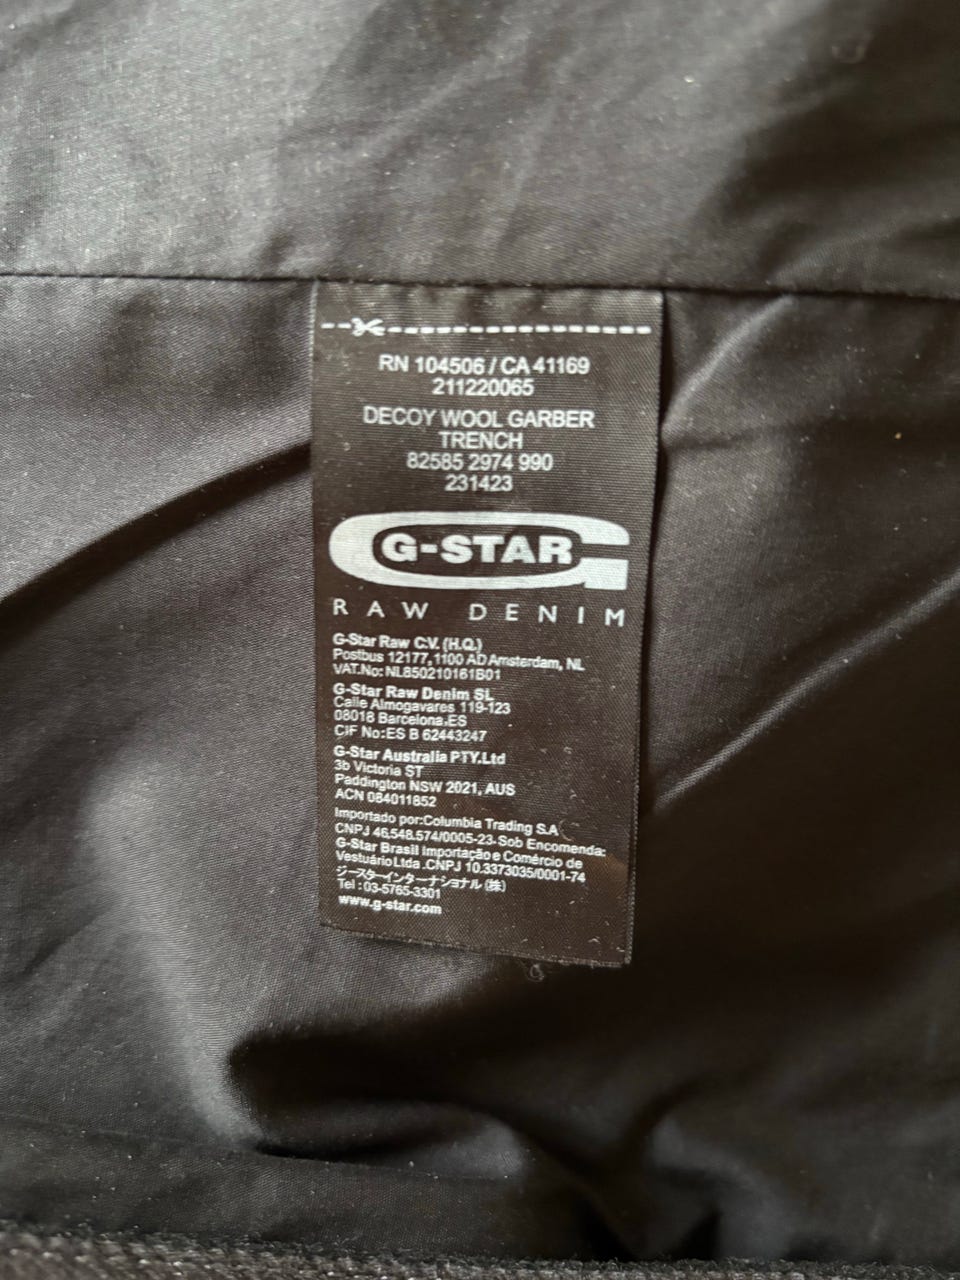 RN 104506 / CA 41169
211220065
DECOY WOOL GARBER
TRENCH
82585 2974 990
231423
G-STAR
RAW DENIM
G-Star Raw C.V. (H.Q.)
Postbus 12177, 1100 AD Amsterdam, NL
VAT.No: NL850210161B01
G-Star Raw Denim SL
Calle Almogavares 119-123
08018 Barcelona.ES
CIF No:ES B 62443247
G-Star Australia PTY.Ltd
3b Victoria ST
Paddington NSW 2021, AUS
ACN 084011852
Importado por:Columbia Trading S.A
CNPJ 46.548.574/0005-23-Sob Encomenda:
G-Star Brasil Importação e Comércio de
Vestuário Ltda .CNPJ 10.3373035/0001-74
ジースターインターナショナル (株)
Tel : 03-5765-3301
www.g-star.com